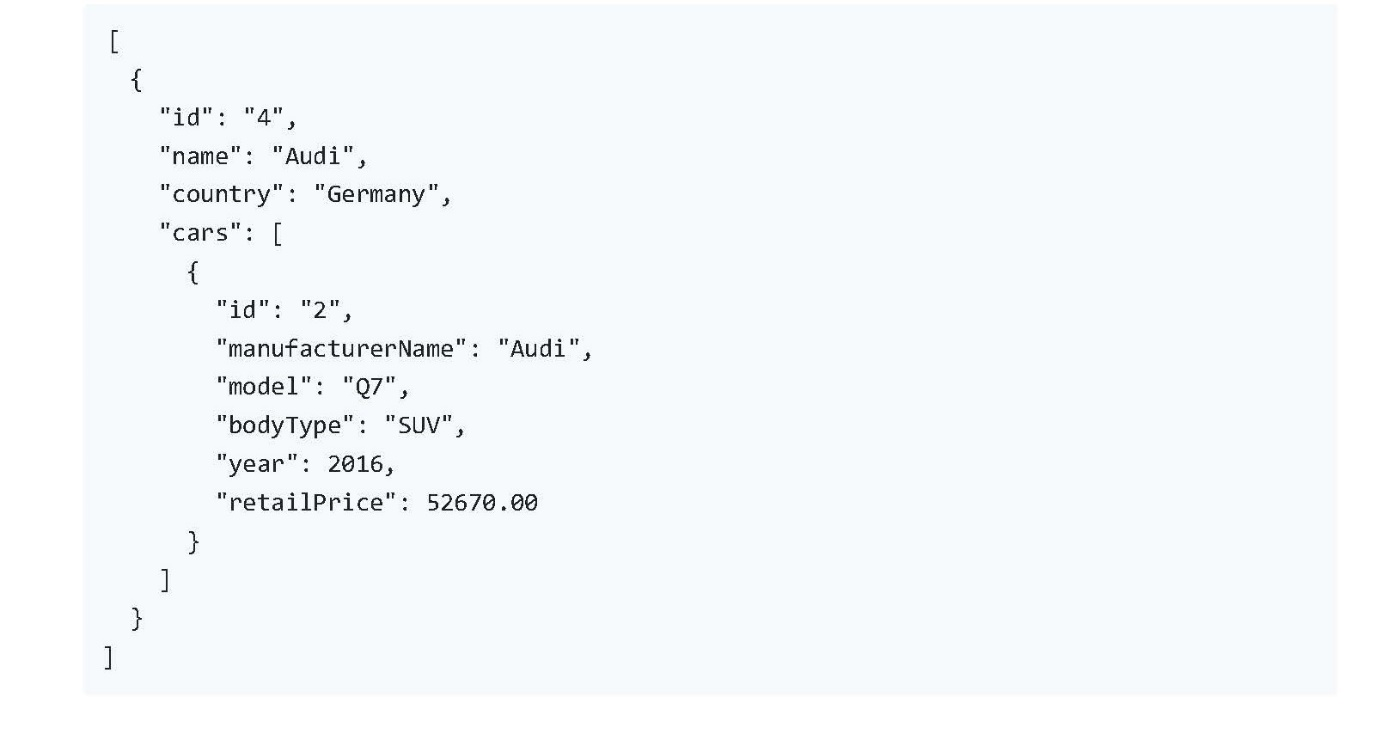 [
  {
    "id": "4",
    "name": "Audi",
    "country": "Germany",
    "cars": [
      {
        "id": "2",
        "manufacturerName": "Audi",
        "model": "Q7",
        "bodyType": "SUV",
        "year": 2016,
        "retailPrice": 52670.00
      }
    ]
  }
]